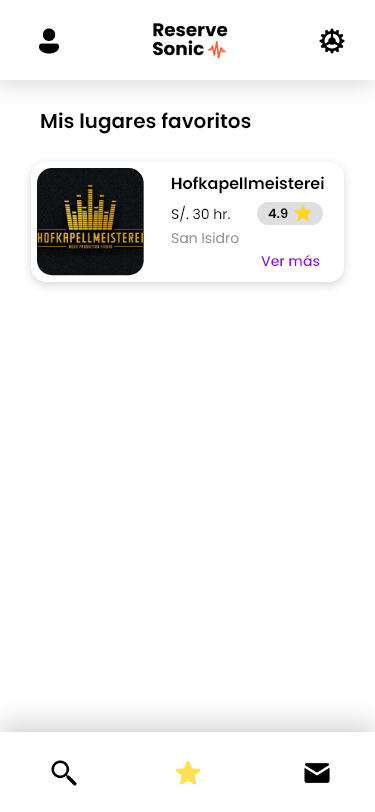 Reserve
Sonic
Mis lugares favoritos
Hofkapellmeisterei
S/. 30 hr.
4.9
San Isidro
Ver más
HOFKAPELLMEISTEREI
MUSIC PRODUCTION STUDIO